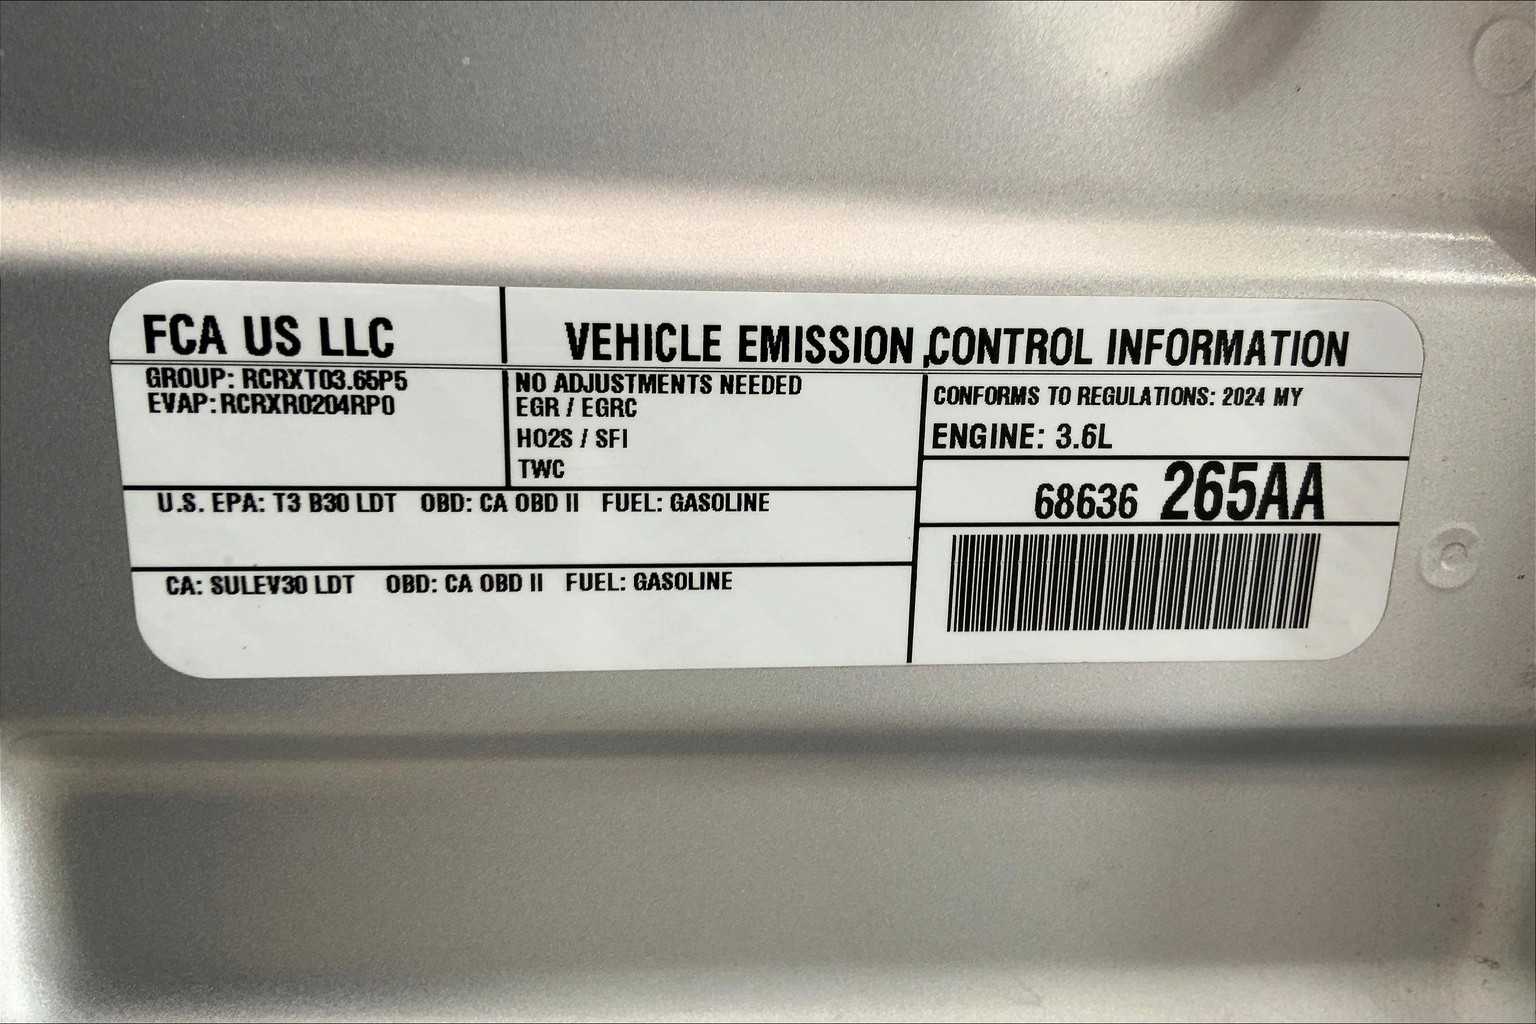 FCA US LLC
VEHICLE EMISSION CONTROL INFORMATION
GROUP: RCRXT03.65P5
EVAP: RCRXR0204RP0
NO ADJUSTMENTS NEEDED
EGR / EGRC
HO2S / SFI
TWC
CONFORMS TO REGULATIONS: 2024 MY
ENGINE: 3.6L
68636 265AA
U.S. EPA: T3 B30 LDT OBD: CA OBD II FUEL: GASOLINE
CA: SULEV30 LDT OBD: CA OBD II FUEL: GASOLINE